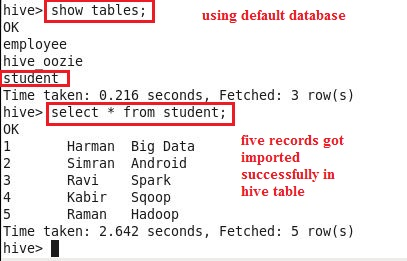 hive> show tables;
using default database
OK
employee
hive_oozie
student
Time taken: 0.216 seconds, Fetched: 3 row(s)
hive> select * from student;
OK
five records got
imported
successfully in
hive table
1 Harman Big Data
2 Simran Android
3 Ravi Spark
4 Kabir Sqoop
5 Raman Hadoop
Time taken: 2.642 seconds, Fetched: 5 row(s)
hive>